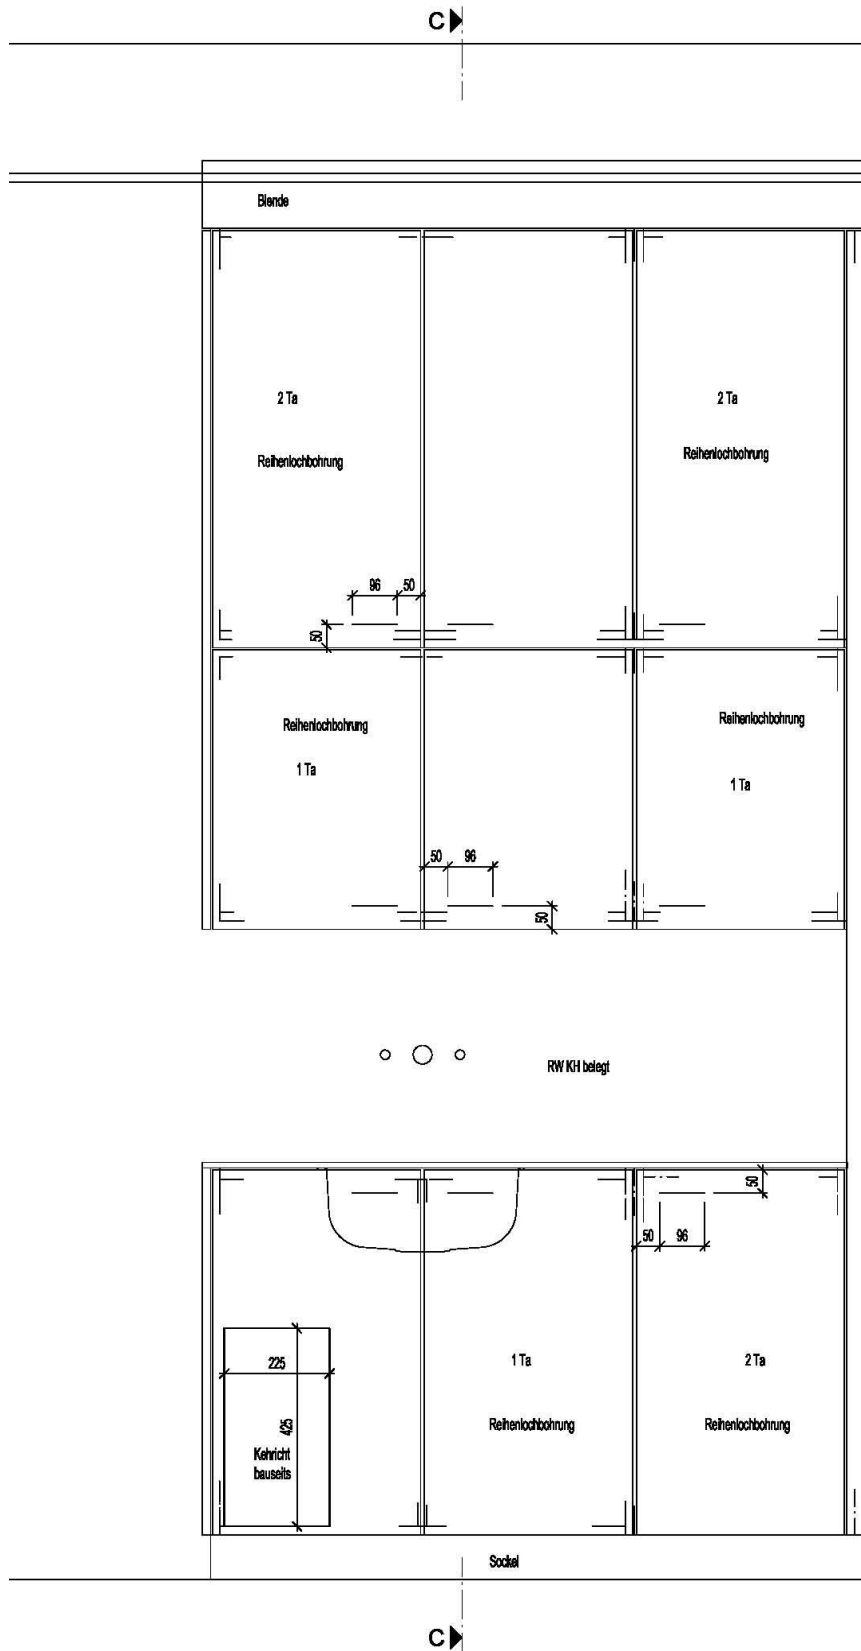 C
Blende
2 Ta
2 Ta
Reihenlochbohrung
Reihenlochbohrung
96
50
50
Reihenlochbohrung
Reihenlochbohrung
1 Ta
1 Ta
50
96
50
RW KH belegt
50
50
96
225
1 Ta
2 Ta
425
Reihenlochbohrung
Reihenlochbohrung
Kehricht
bauseits
Sockel
C